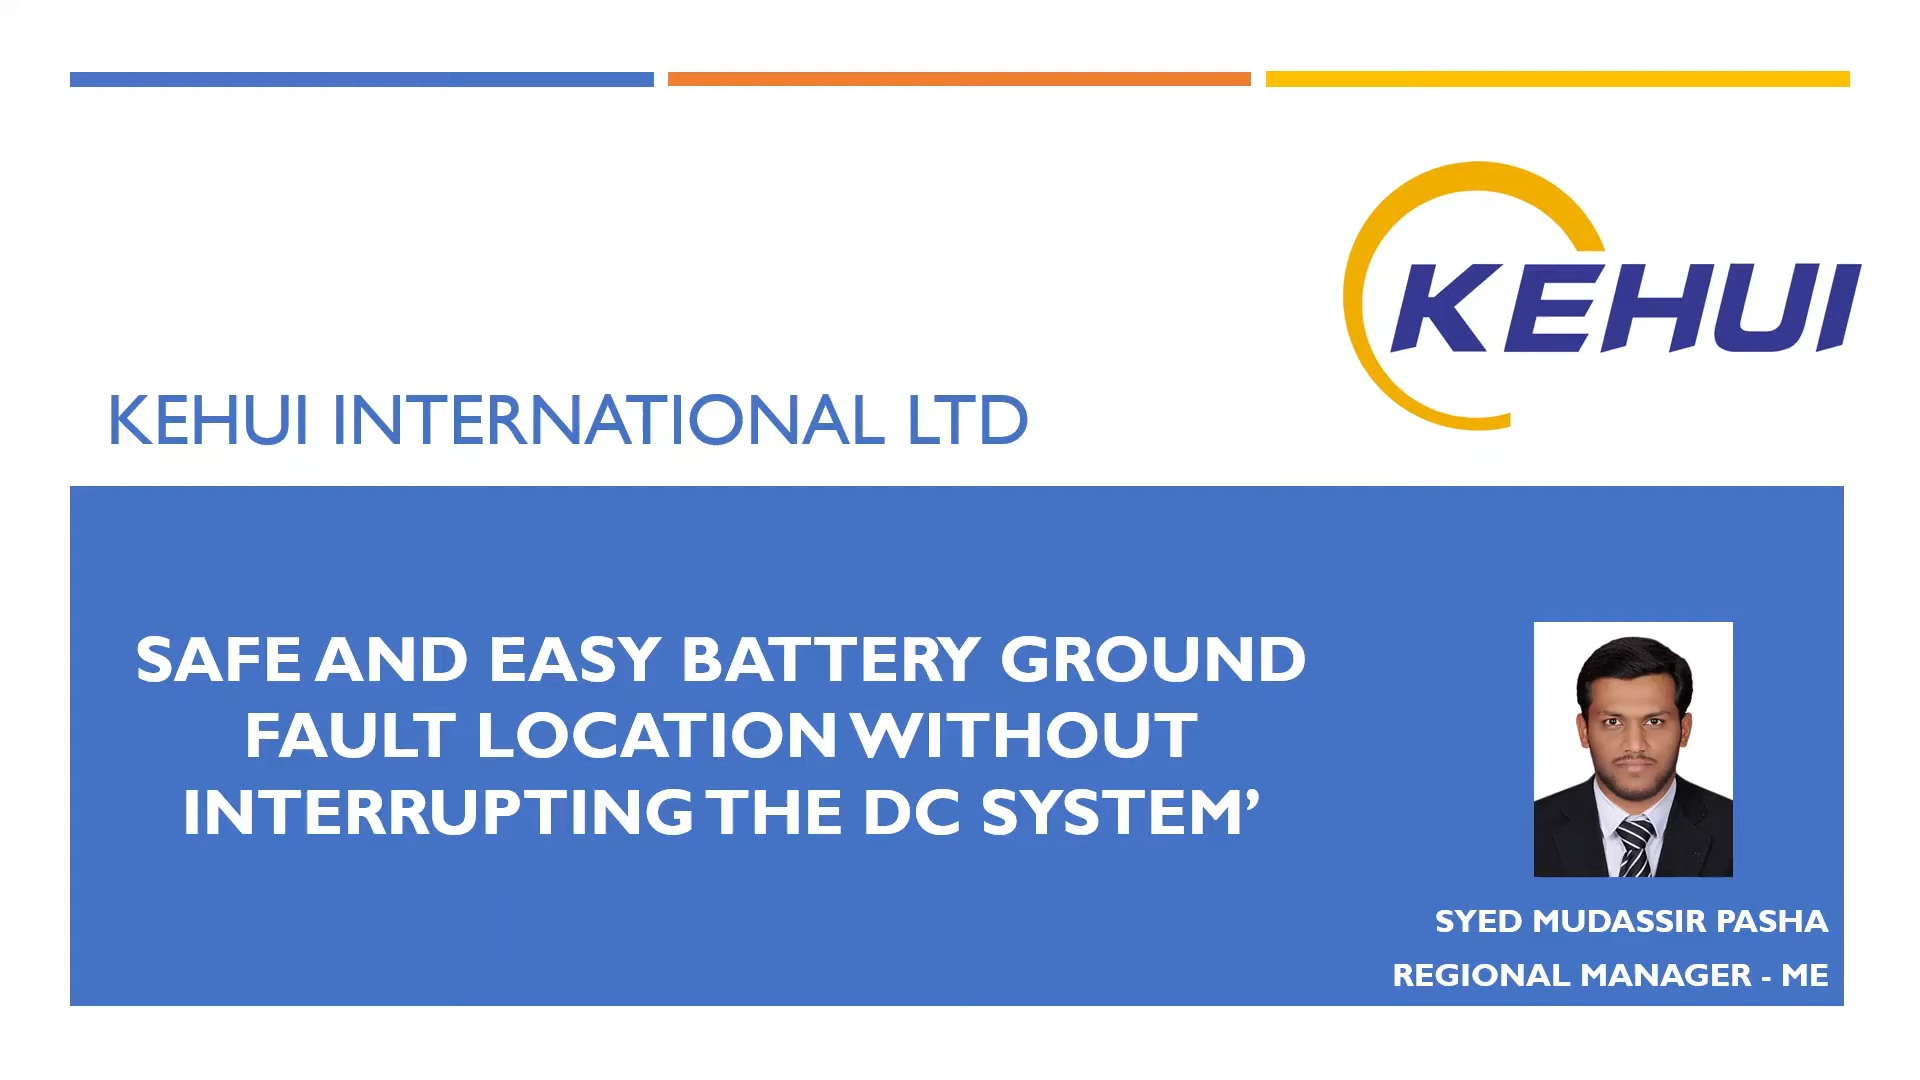 KEHUI
KEHUI INTERNATIONAL LTD
SAFE AND EASY BATTERY GROUND
FAULT LOCATION WITHOUT
INTERRUPTING THE DC SYSTEM’
SYED MUDASSIR PASHA
REGIONAL MANAGER - ME